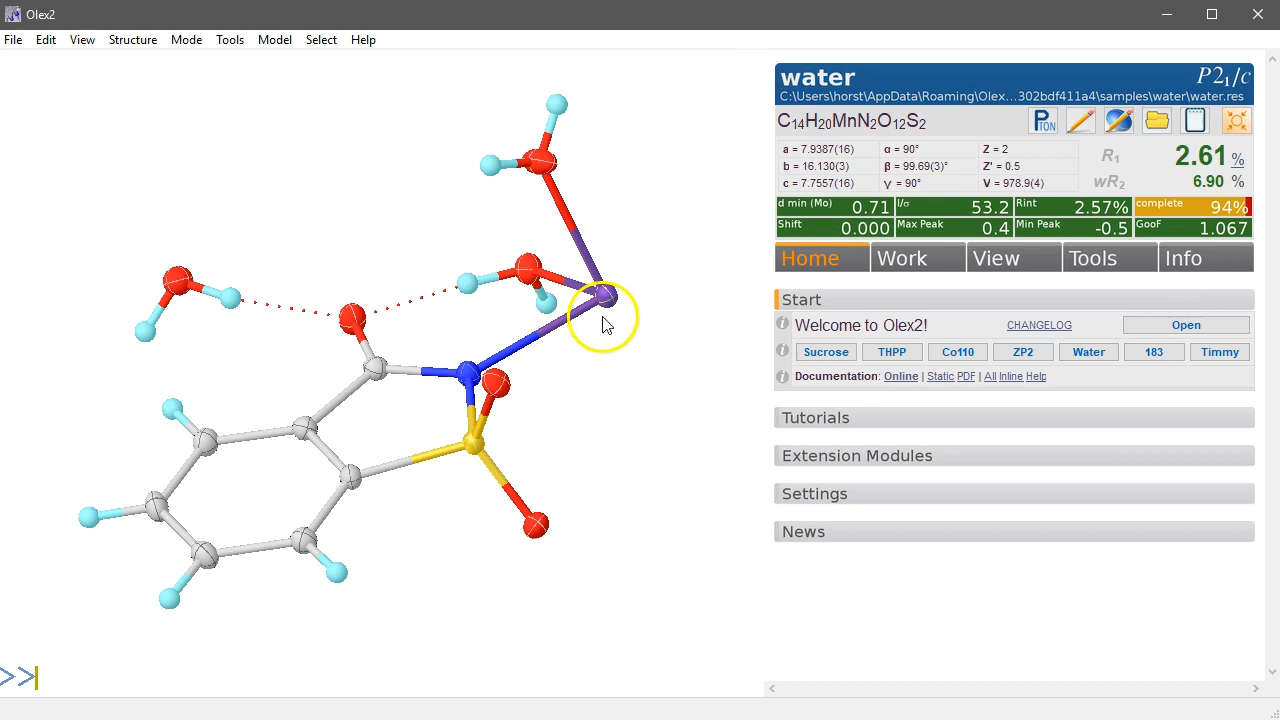 Olex2
File Edit View Structure Mode Tools Model Select Help
water P2₁/c
C:\Users\horst\AppData\Roaming\Olex...302bdf411a4\samples\water\water.res
C₁₄H₂₀MnN₂O₁₂S₂ PTON
a = 7.9387(16) α = 90° Z = 2 R₁ 2.61 %
b = 16.130(3) β = 99.69(3)° Z' = 0.5
c = 7.7557(16) γ = 90° V = 978.9(4) wR₂ 6.90 %
d min (Mo) 0.71 I/σ 53.2 Rint 2.57% complete 94%
Shift 0.000 Max Peak 0.4 Min Peak -0.5 GooF 1.067
Home Work View Tools Info
Start
Welcome to Olex2! CHANGELOG Open
Sucrose THPP Co110 ZP2 Water 183 Timmy
Documentation: Online | Static PDF | All Inline Help
Tutorials
Extension Modules
Settings
News
>>